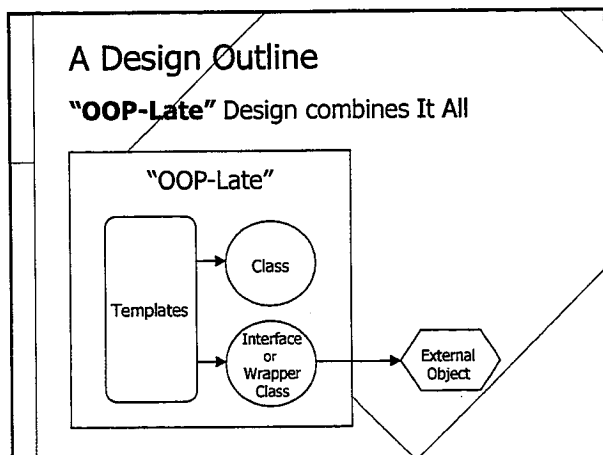 A Design Outline
“OOP-Late” Design combines It All
“OOP-Late”
Templates
Class
Interface
or
Wrapper
Class
External
Object